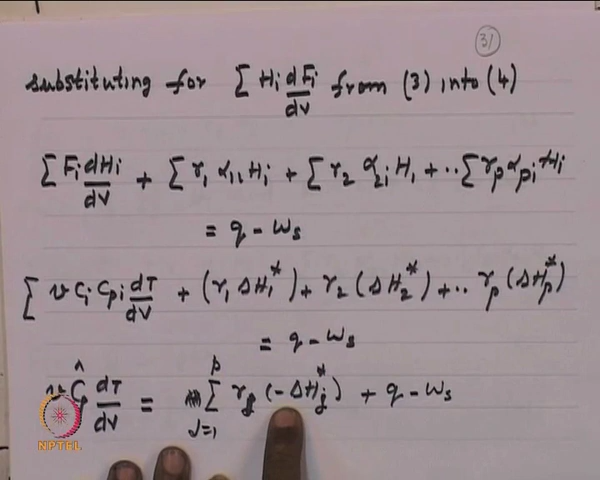 31
substituting for Σ Hi dFi/dV from (3) into (4)
Σ Fi dHi/dV + Σ r1 α1i Hi + Σ r2 α2i Hi + .. Σ rp αpi Hi
= q - Ws
Σ v Ci Cpi dT/dV + (r1 ΔH1*) + r2 (ΔH2*) + .. rp (ΔHp*)
= q - Ws
v Ĉp dT/dV = Σ j=1 p rj (-ΔHj*) + q - Ws
NPTEL